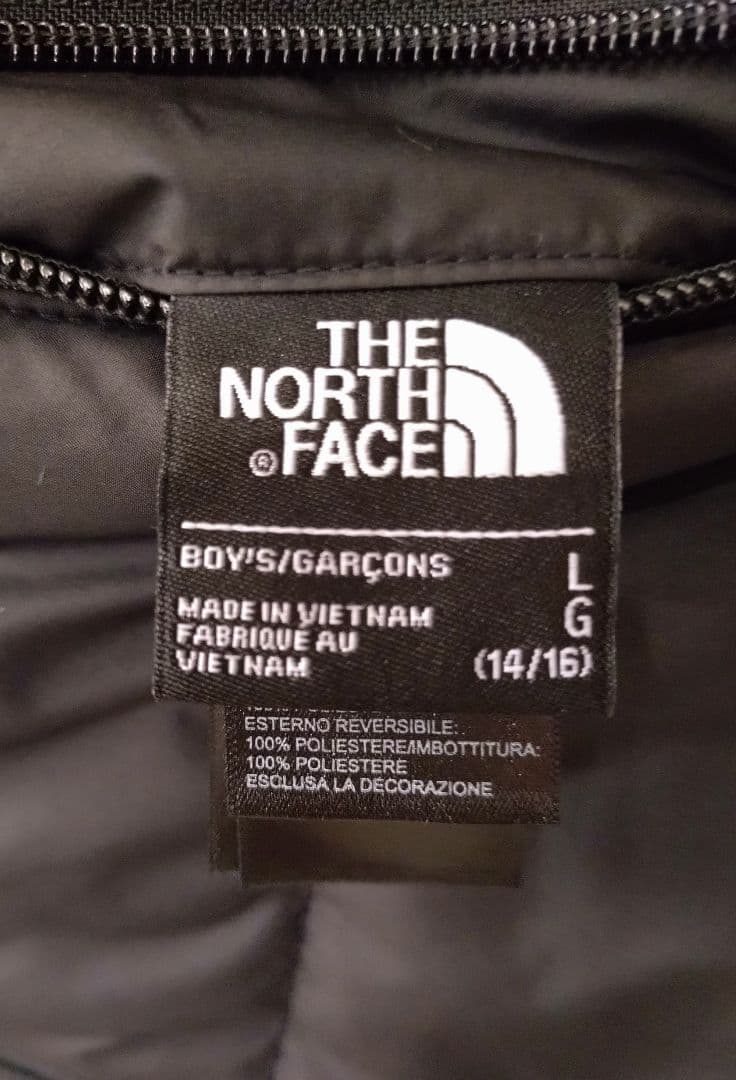 THE
NORTH
® FACE
BOY'S/GARÇONS L
MADE IN VIETNAM G
FABRIQUE AU
VIETNAM (14/16)
ESTERNO REVERSIBILE:
100% POLIESTERE/IMBOTTITURA:
100% POLIESTERE
ESCLUSA LA DECORAZIONE